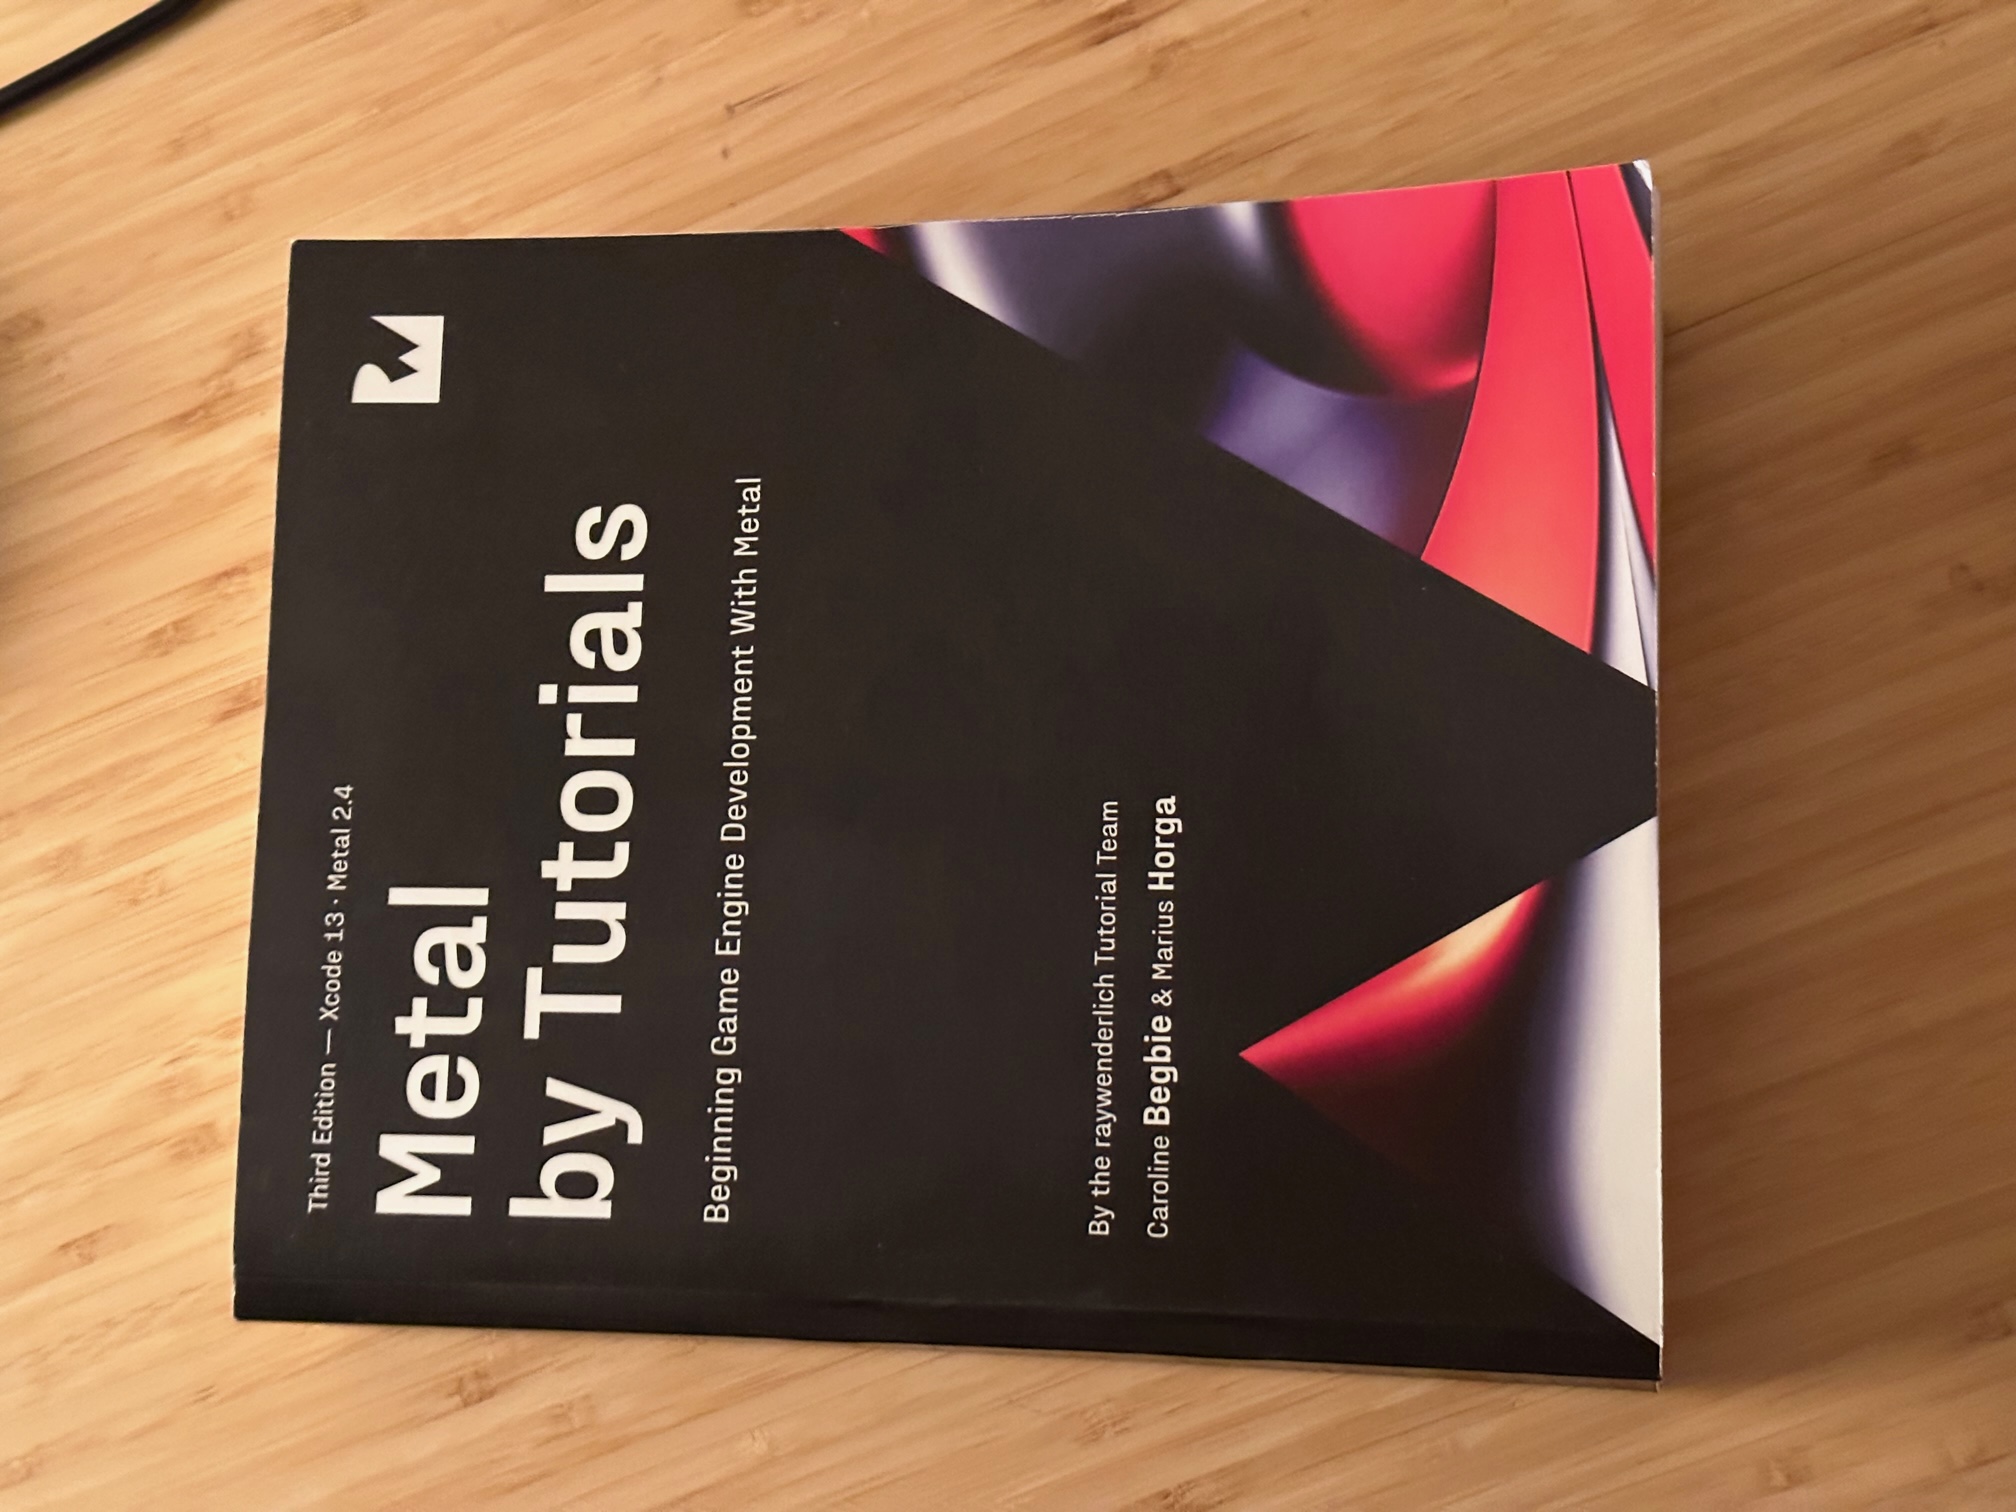 Third Edition — Xcode 13 · Metal 2.4
RW
Metal
by Tutorials
Beginning Game Engine Development With Metal
By the raywenderlich Tutorial Team
Caroline Begbie & Marius Horga